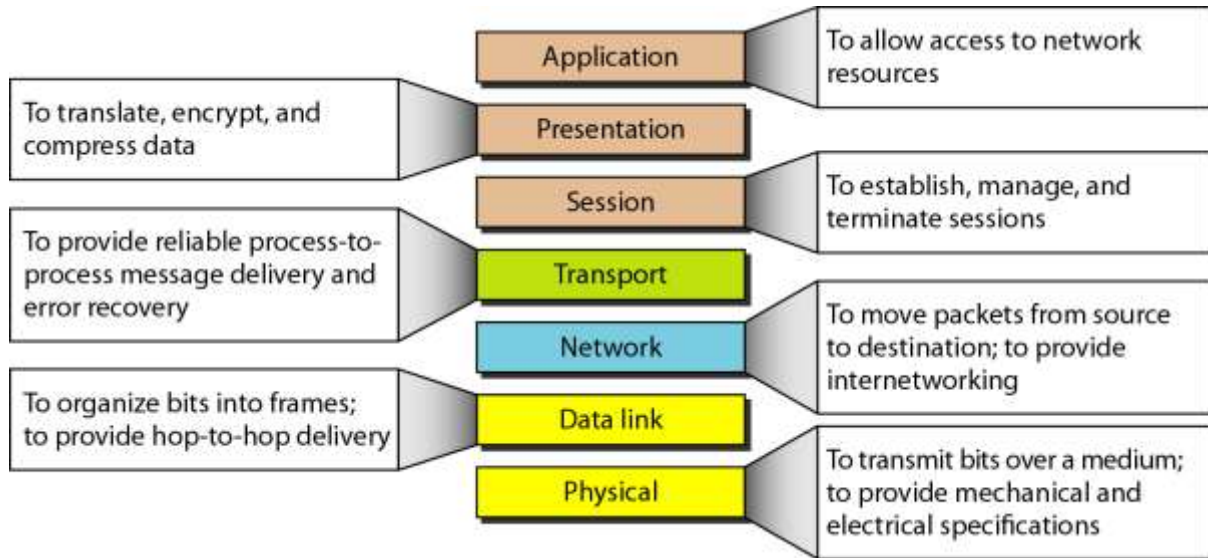 Application
To allow access to network
resources
To translate, encrypt, and
compress data
Presentation
Session
To establish, manage, and
terminate sessions
To provide reliable process-to-
process message delivery and
error recovery
Transport
Network
To move packets from source
to destination; to provide
internetworking
To organize bits into frames;
to provide hop-to-hop delivery
Data link
Physical
To transmit bits over a medium;
to provide mechanical and
electrical specifications